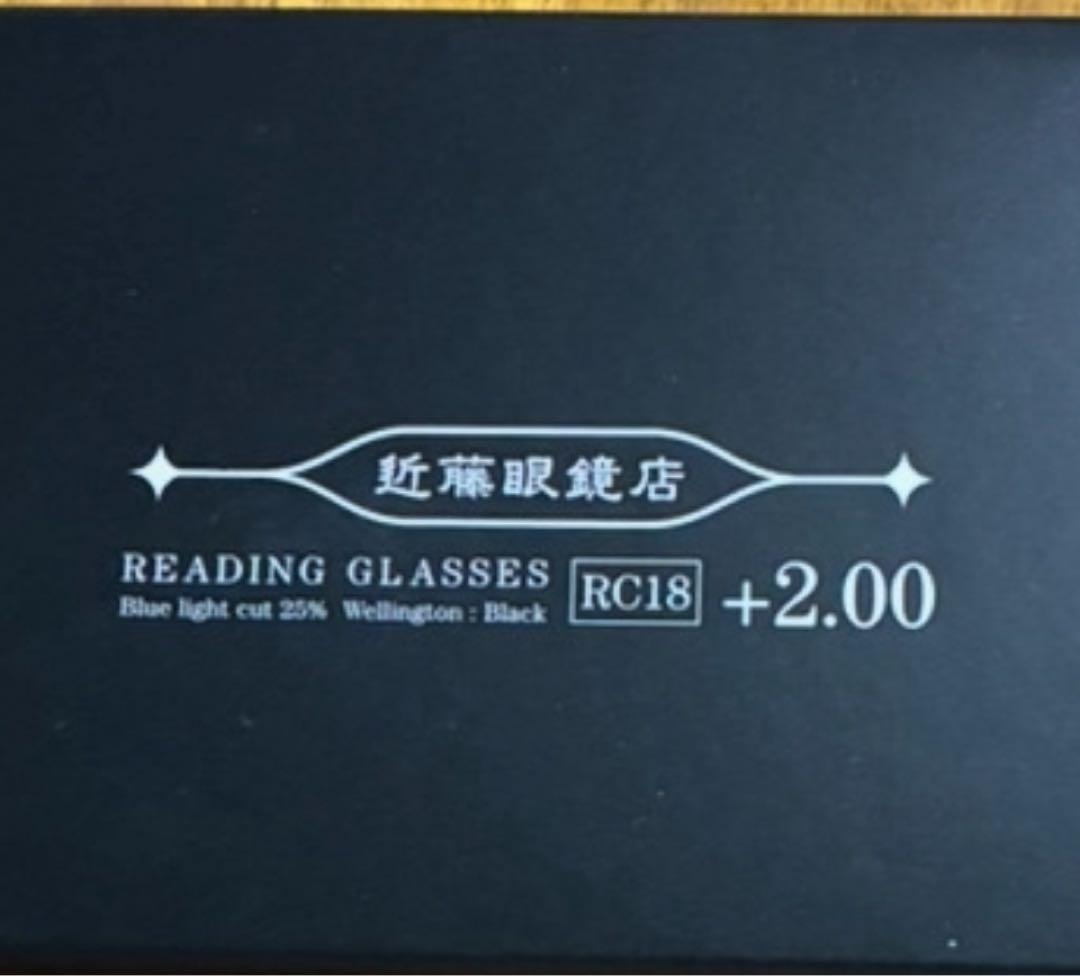 近藤眼鏡店
READING GLASSES RC18 +2.00
Blue light cut 25% Wellington : Black